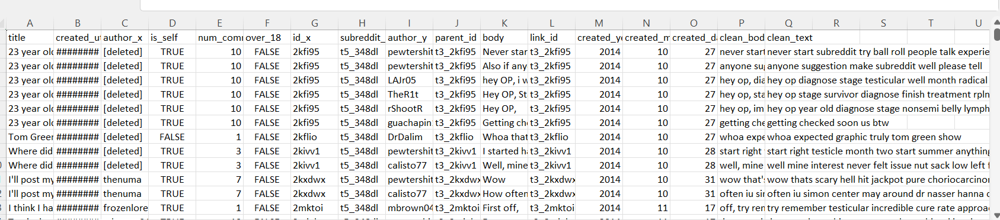 A B C D E F G H I J K L M N O P Q R S T U
title created_ut author_x is_self num_comm over_18 id_x subreddit_ author_y parent_id body link_id created_ye created_m created_da clean_bod clean_text
23 year old ######## [deleted] TRUE 10 FALSE 2kfi95 t5_348dl pewtershit t3_2kfi95 Never star t3_2kfi95 2014 10 27 never start never start subreddit try ball roll people talk experie
23 year old ######## [deleted] TRUE 10 FALSE 2kfi95 t5_348dl pewtershit t3_2kfi95 Also if any t3_2kfi95 2014 10 27 anyone sug anyone suggestion make subreddit well please tell
23 year old ######## [deleted] TRUE 10 FALSE 2kfi95 t5_348dl LAJr05 t3_2kfi95 hey OP, i w t3_2kfi95 2014 10 27 hey op, dia hey op diagnose stage testicular well month radical
23 year old ######## [deleted] TRUE 10 FALSE 2kfi95 t5_348dl TheR1t t3_2kfi95 Hey OP, St t3_2kfi95 2014 10 27 hey op, sta hey op stage survivor diagnose finish treatment rpln
23 year old ######## [deleted] TRUE 10 FALSE 2kfi95 t5_348dl rShootR t3_2kfi95 Hey OP, t3_2kfi95 2014 10 27 hey op, im hey op year old diagnose stage nonsemi belly lymph
23 year old ######## [deleted] TRUE 10 FALSE 2kfi95 t5_348dl guachapin t3_2kfi95 Getting che t3_2kfi95 2014 10 27 getting che getting checked soon us btw
Tom Green ######## [deleted] FALSE 1 FALSE 2kflio t5_348dl DrDalim t3_2kflio Whoa that t3_2kflio 2014 10 27 whoa expe whoa expected graphic truly tom green show
Where did ######## [deleted] TRUE 3 FALSE 2kivv1 t5_348dl pewtershit t3_2kivv1 I started ha t3_2kivv1 2014 10 28 start right start right testicle month two start summer anything
Where did ######## [deleted] TRUE 3 FALSE 2kivv1 t5_348dl calisto77 t3_2kivv1 Well, mine t3_2kivv1 2014 10 28 well, mine well mine interest never felt issue nut sack low left
I'll post my ######## thenuma TRUE 7 FALSE 2kxdwx t5_348dl pewtershit t3_2kxdwx Wow t3_2kxdwx 2014 10 31 wow that's wow thats scary hell hit jackpot pure choriocarcino
I'll post my ######## thenuma TRUE 7 FALSE 2kxdwx t5_348dl calisto77 t3_2kxdwx How often t3_2kxdwx 2014 10 31 often iu sin often iu simon center may around dr nasser hanna
I think I ha ######## frozenlore TRUE 1 FALSE 2mktoi t5_348dl mbrown04 t3_2mktoi First off, t3_2mktoi 2014 11 17 off, try ren try remember testicular incredible cure rate approa